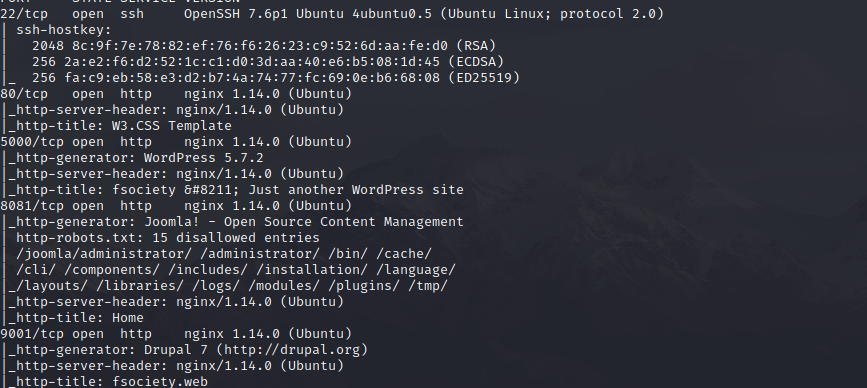 PORT STATE SERVICE VERSION
22/tcp open ssh OpenSSH 7.6p1 Ubuntu 4ubuntu0.5 (Ubuntu Linux; protocol 2.0)
| ssh-hostkey:
| 2048 8c:9f:7e:78:82:ef:76:f6:26:23:c9:52:6d:aa:fe:d0 (RSA)
| 256 2a:e2:f6:d2:52:1c:c1:d0:3d:aa:40:e6:b5:08:1d:45 (ECDSA)
|_ 256 fa:c9:eb:58:e3:d2:b7:4a:74:77:fc:69:0e:b6:68:08 (ED25519)
80/tcp open http nginx 1.14.0 (Ubuntu)
|_http-server-header: nginx/1.14.0 (Ubuntu)
|_http-title: W3.CSS Template
5000/tcp open http nginx 1.14.0 (Ubuntu)
|_http-generator: WordPress 5.7.2
|_http-server-header: nginx/1.14.0 (Ubuntu)
|_http-title: fsociety &#8211; Just another WordPress site
8081/tcp open http nginx 1.14.0 (Ubuntu)
|_http-generator: Joomla! - Open Source Content Management
| http-robots.txt: 15 disallowed entries
| /joomla/administrator/ /administrator/ /bin/ /cache/
| /cli/ /components/ /includes/ /installation/ /language/
|_/layouts/ /libraries/ /logs/ /modules/ /plugins/ /tmp/
|_http-server-header: nginx/1.14.0 (Ubuntu)
|_http-title: Home
9001/tcp open http nginx 1.14.0 (Ubuntu)
|_http-generator: Drupal 7 (http://drupal.org)
|_http-server-header: nginx/1.14.0 (Ubuntu)
|_http-title: fsociety.web